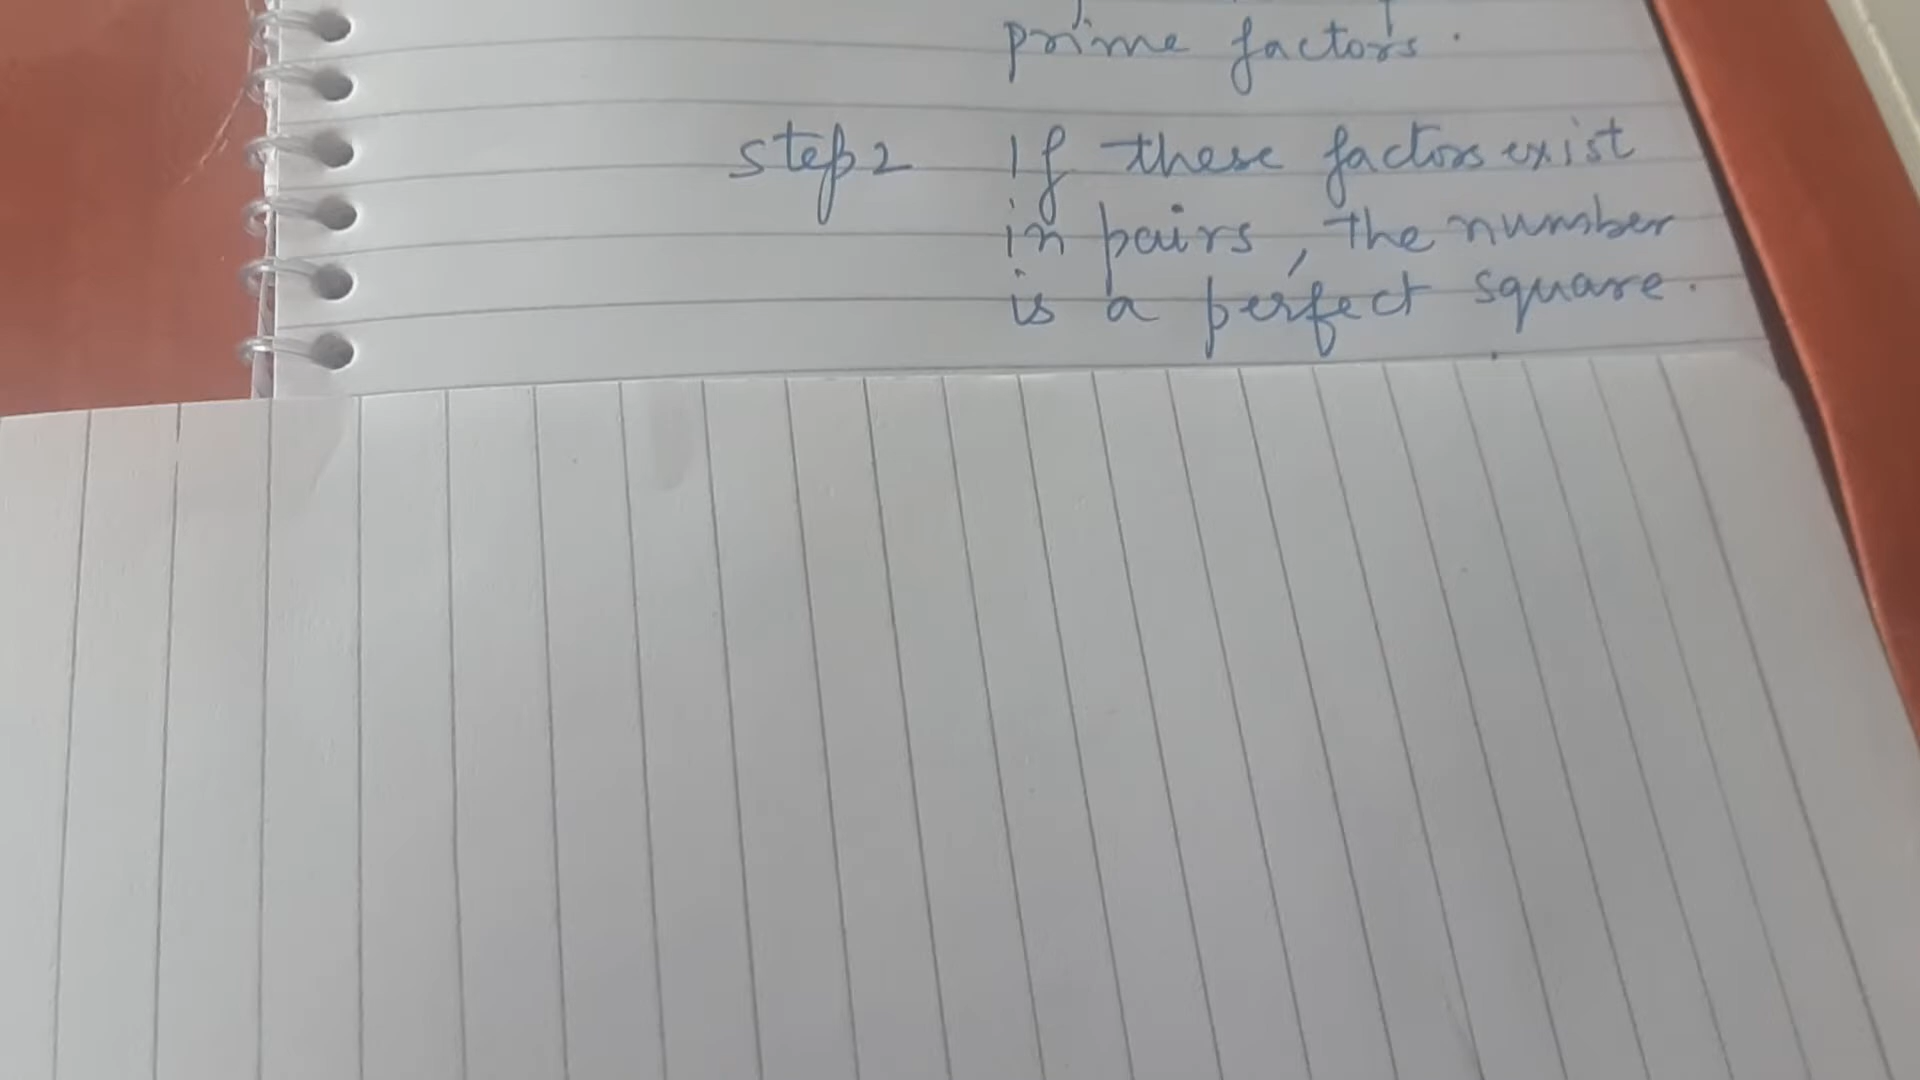 prime factors.
step 2 If these factors exist
in pairs, the number
is a perfect square.